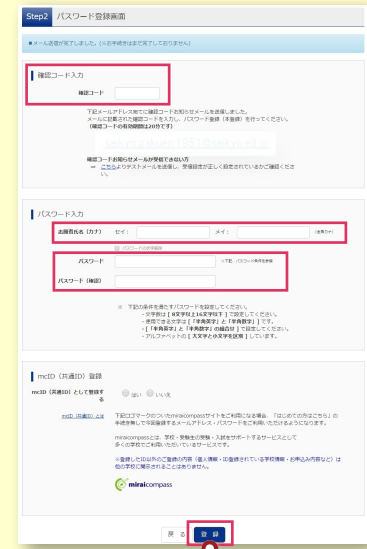 Step2 パスワード登録画面
■メール送信が完了しました。(※お手続きはまだ完了しておりません)
確認コード入力
確認コード
下記メールアドレス宛てに確認コードお知らせメールを送信しました。
メールに記載された確認コードを入力し、パスワード登録（本登録）を行ってください。
（確認コードの有効期限は20分です）
確認コードお知らせメールが受信できない方
⇒ こちらよりテストメールを送信し、受信設定が正しく設定されているかご確認ください。
パスワード入力
志願者氏名（カナ） セイ： メイ： （全角カナ）
パスワード ※下記 パスワード条件を参照
パスワード（確認）
※ 下記の条件を満たすパスワードを設定してください。
・文字数は [ 8文字以上16文字以下 ] で設定してください。
・使用できる文字は [「半角英字」と「半角数字」] です。
・[「半角英字」と「半角数字」の組合せ ] で設定してください。
・アルファベットの [ 大文字と小文字を区別 ] しています。
mcID（共通ID）登録
mcID（共通ID）として登録する
はい いいえ
mcID（共通ID）とは
下記ロゴマークのついたmiraicompassサイトをご利用になる場合、「はじめての方はこちら」の
手続き無しで今回登録するメールアドレス・パスワードをご利用いただけるようになります。
miraicompassとは、学校・受験生の受験・入試をサポートするサービスとして
多くの学校でご利用いただいているサービスです。
※登録したID以外のご登録の内容（個人情報・ID登録されている学校情報・お申込み内容など）は
他の学校に開示されることはありません。
miraicompass
戻る 登録